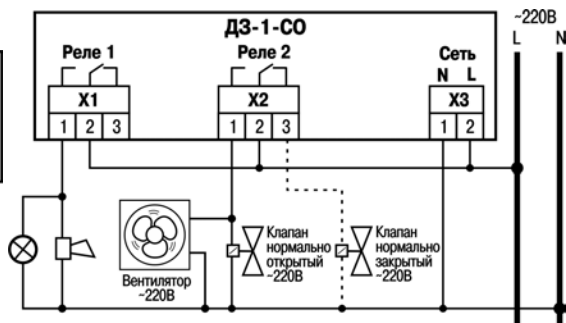 ДЗ-1-СО
~220В
L N
Реле 1
Реле 2
Сеть
N L
X1
X2
X3
1 2 3
1 2 3
1 2
Вентилятор
~220В
Клапан
нормально
открытый
~220В
Клапан
нормально
закрытый
~220В